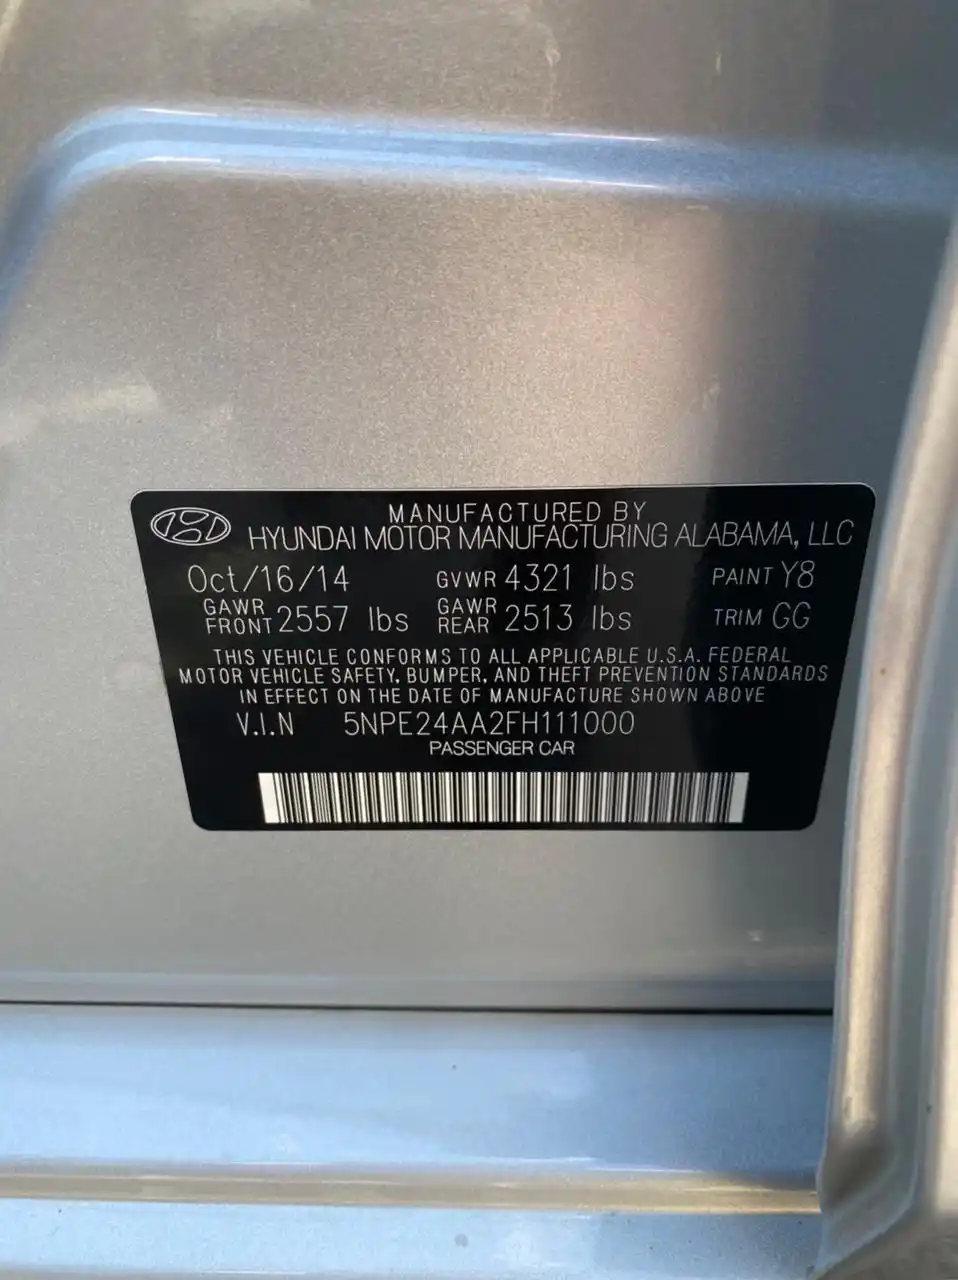 MANUFACTURED BY
HYUNDAI MOTOR MANUFACTURING ALABAMA, LLC
Oct/16/14 GVWR 4321 lbs PAINT Y8
GAWR FRONT 2557 lbs GAWR REAR 2513 lbs TRIM GG
THIS VEHICLE CONFORMS TO ALL APPLICABLE U.S.A. FEDERAL
MOTOR VEHICLE SAFETY, BUMPER, AND THEFT PREVENTION STANDARDS
IN EFFECT ON THE DATE OF MANUFACTURE SHOWN ABOVE
V.I.N 5NPE24AA2FH111000
PASSENGER CAR